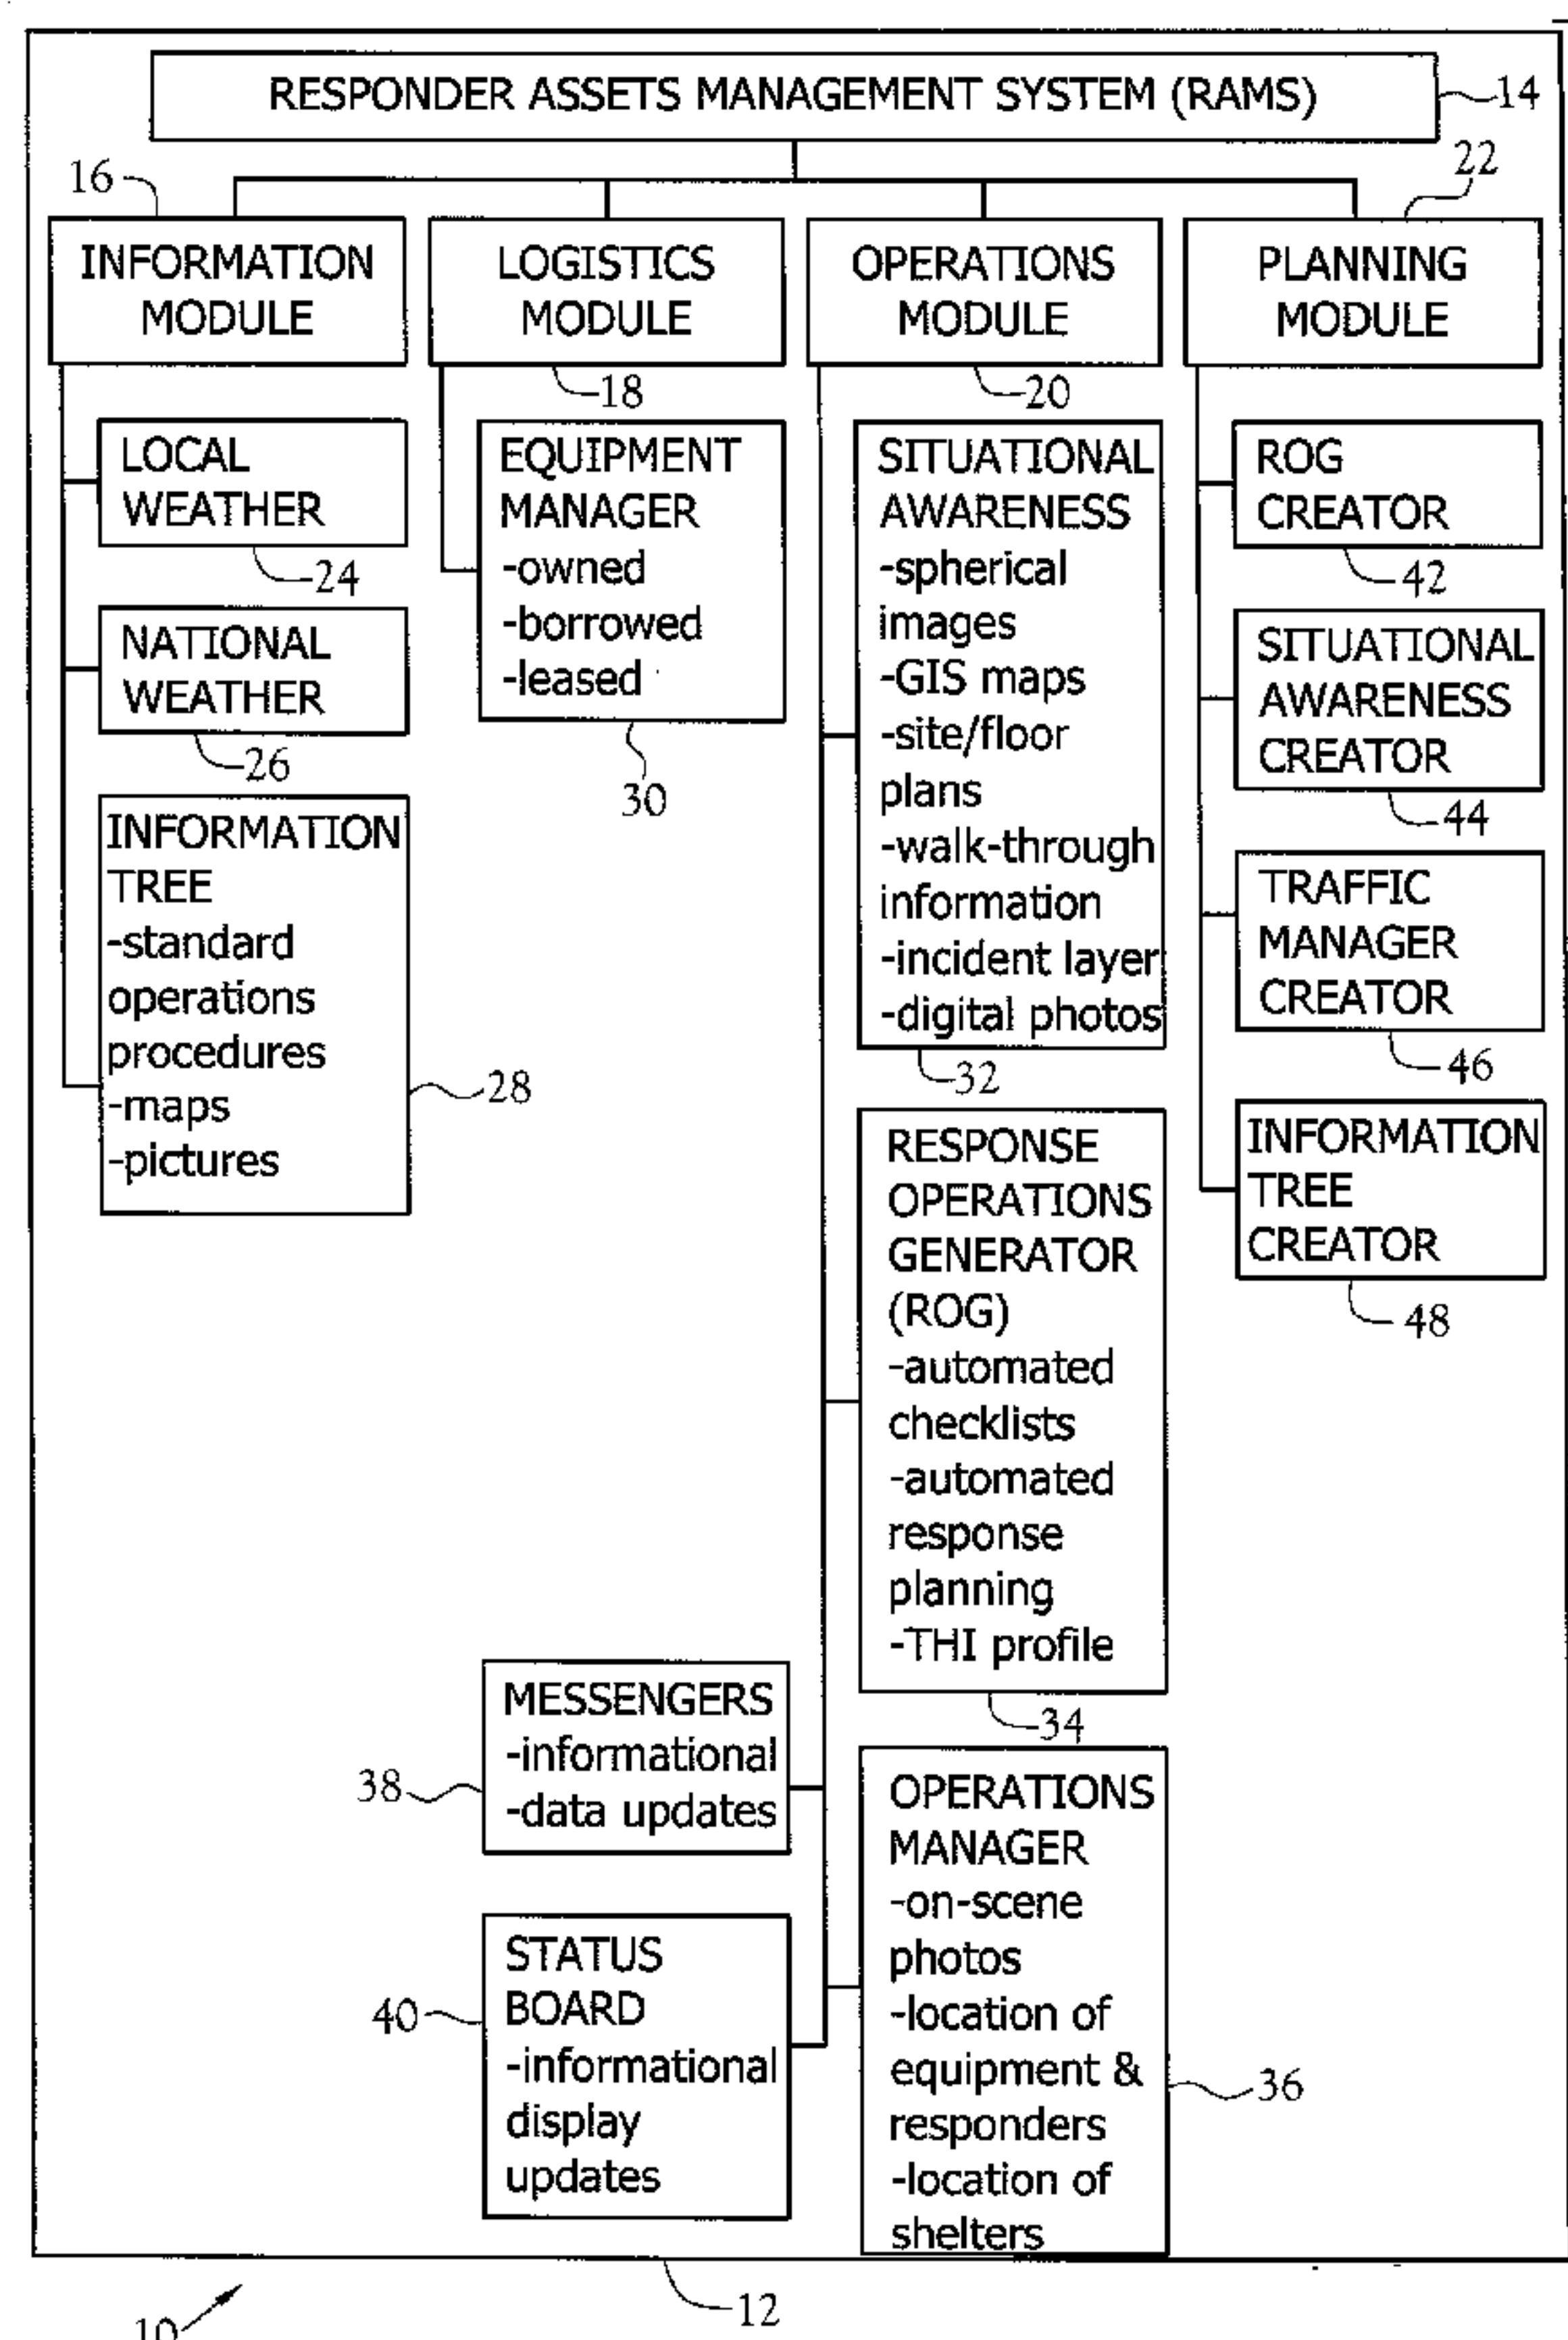 RESPONDER ASSETS MANAGEMENT SYSTEM (RAMS)
14
16
22
INFORMATION
MODULE
LOGISTICS
MODULE
18
OPERATIONS
MODULE
20
PLANNING
MODULE
LOCAL
WEATHER
24
NATIONAL
WEATHER
26
INFORMATION
TREE
-standard
operations
procedures
-maps
-pictures
28
EQUIPMENT
MANAGER
-owned
-borrowed
-leased
30
SITUATIONAL
AWARENESS
-spherical
images
-GIS maps
-site/floor
plans
-walk-through
information
-incident layer
-digital photos
32
RESPONSE
OPERATIONS
GENERATOR
(ROG)
-automated
checklists
-automated
response
planning
-THI profile
34
OPERATIONS
MANAGER
-on-scene
photos
-location of
equipment &
responders
-location of
shelters
36
MESSENGERS
-informational
-data updates
38
STATUS
BOARD
-informational
display
updates
40
ROG
CREATOR
42
SITUATIONAL
AWARENESS
CREATOR
44
TRAFFIC
MANAGER
CREATOR
46
INFORMATION
TREE
CREATOR
48
12
10